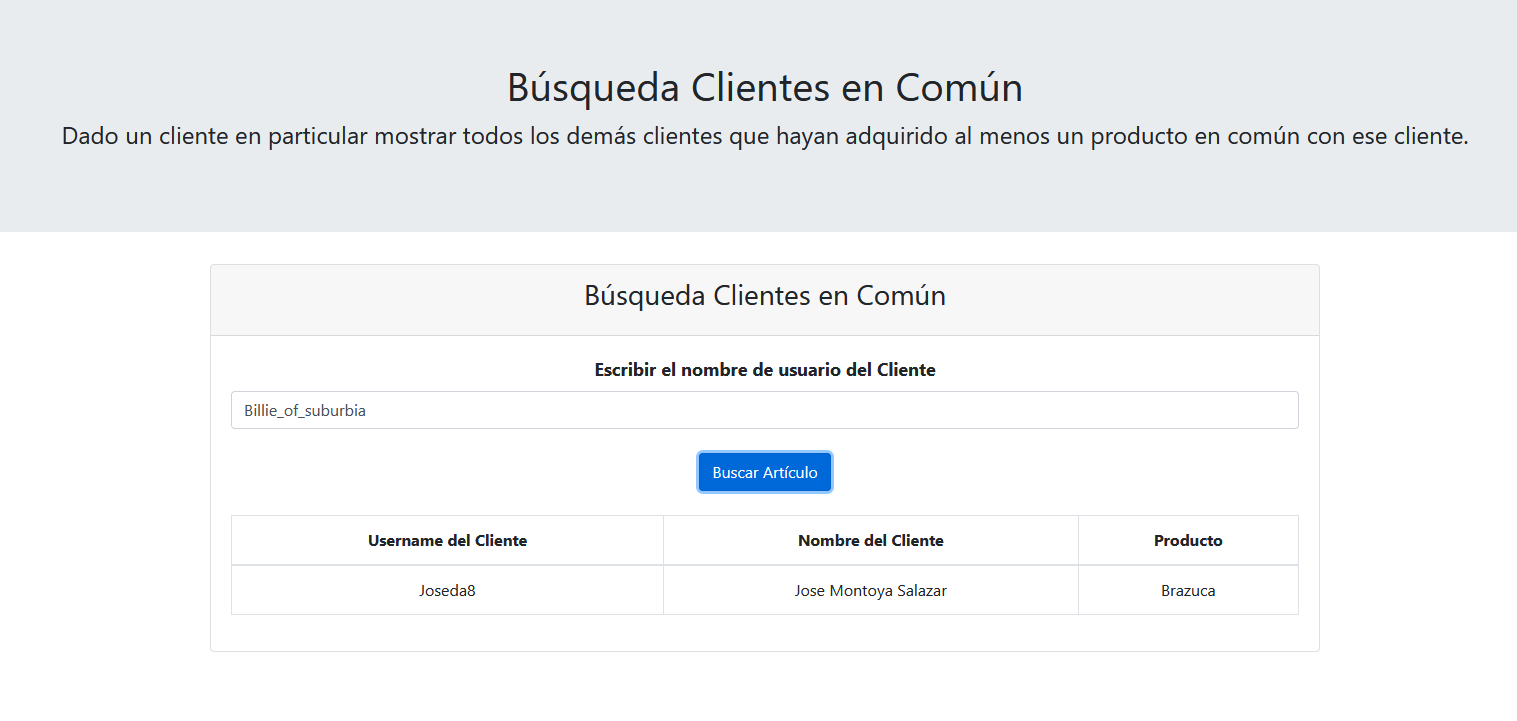 Búsqueda Clientes en Común
Dado un cliente en particular mostrar todos los demás clientes que hayan adquirido al menos un producto en común con ese cliente.
Búsqueda Clientes en Común
Escribir el nombre de usuario del Cliente
Billie_of_suburbia
Buscar Artículo
Username del Cliente Nombre del Cliente Producto
Joseda8 Jose Montoya Salazar Brazuca